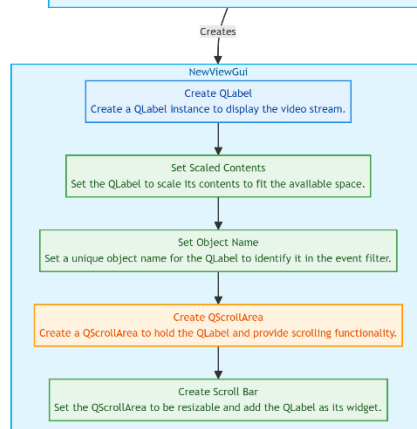 Creates
NewViewGui
Create QLabel
Create a QLabel instance to display the video stream.
Set Scaled Contents
Set the QLabel to scale its contents to fit the available space.
Set Object Name
Set a unique object name for the QLabel to identify it in the event filter.
Create QScrollArea
Create a QScrollArea to hold the QLabel and provide scrolling functionality.
Create Scroll Bar
Set the QScrollArea to be resizable and add the QLabel as its widget.